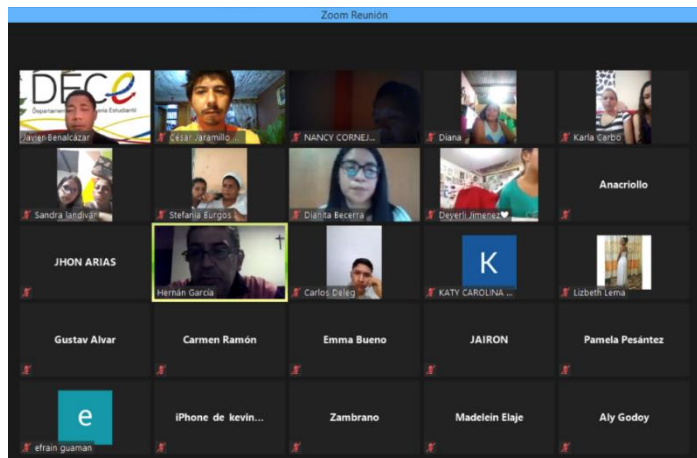 Zoom Reunión
DECE
Javier Benalcázar
Cesar Jaramillo...
NANCY CORNEJ...
Diana
Karla Carbo
Sandra landivar
Stefania Burgos
Dianita Becerra
Deyerli Jimenez🤍
Anacriollo
JHON ARIAS
Hernán García
Carlos Deleg
K
KATY CAROLINA ...
Lizbeth Lema
Gustav Alvar
Carmen Ramón
Emma Bueno
JAIRON
Pamela Pesántez
e
efrain guaman
iPhone de kevin...
Zambrano
Madelein Elaje
Aly Godoy